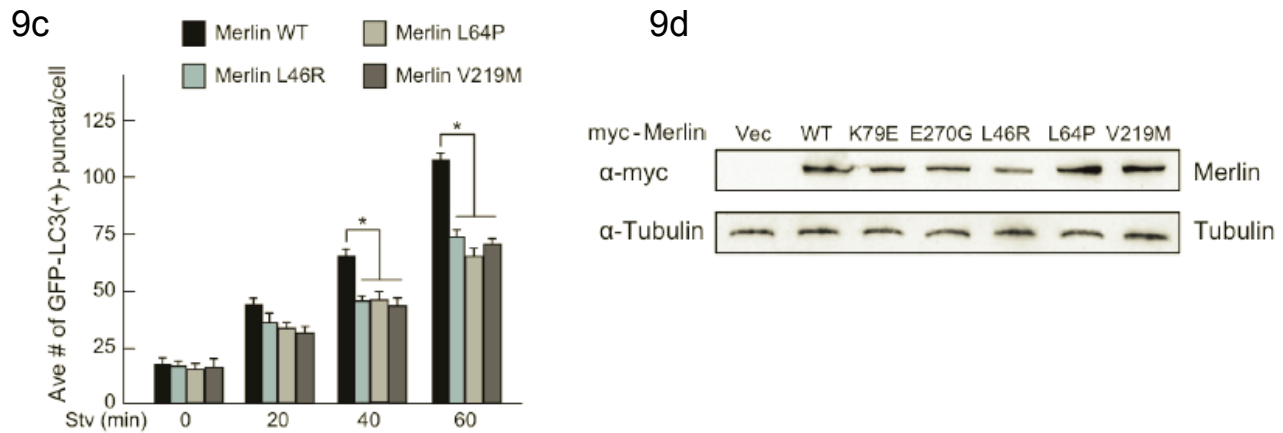 9c
Merlin WT
Merlin L64P
Merlin L46R
Merlin V219M
Ave # of GFP-LC3(+)-puncta/cell
125
100
75
50
25
0
*
*
Stv (min) 0 20 40 60
9d
myc-Merlin Vec WT K79E E270G L46R L64P V219M
α-myc Merlin
α-Tubulin Tubulin